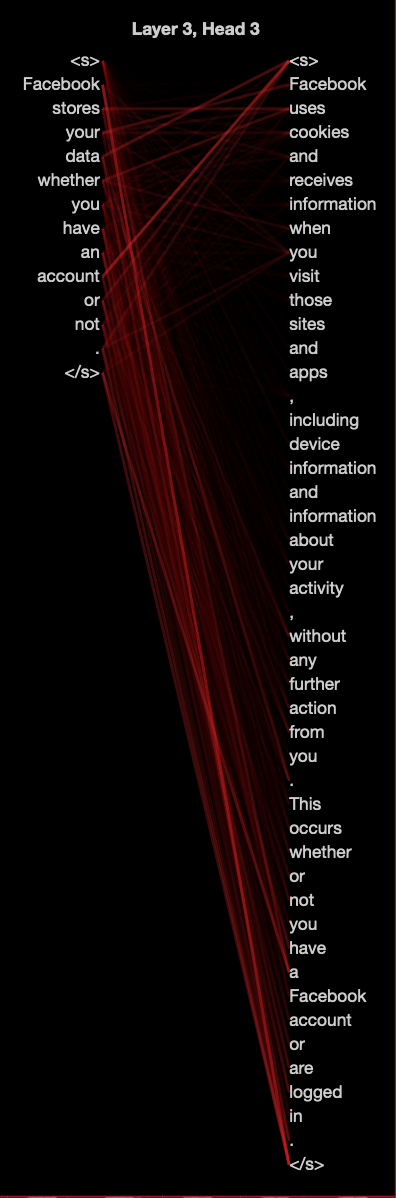 Layer 3, Head 3
<s>
Facebook
stores
your
data
whether
you
have
an
account
or
not
.
</s>
<s>
Facebook
uses
cookies
and
receives
information
when
you
visit
those
sites
and
apps
,
including
device
information
and
information
about
your
activity
,
without
any
further
action
from
you
.
This
occurs
whether
or
not
you
have
a
Facebook
account
or
are
logged
in
.
</s>